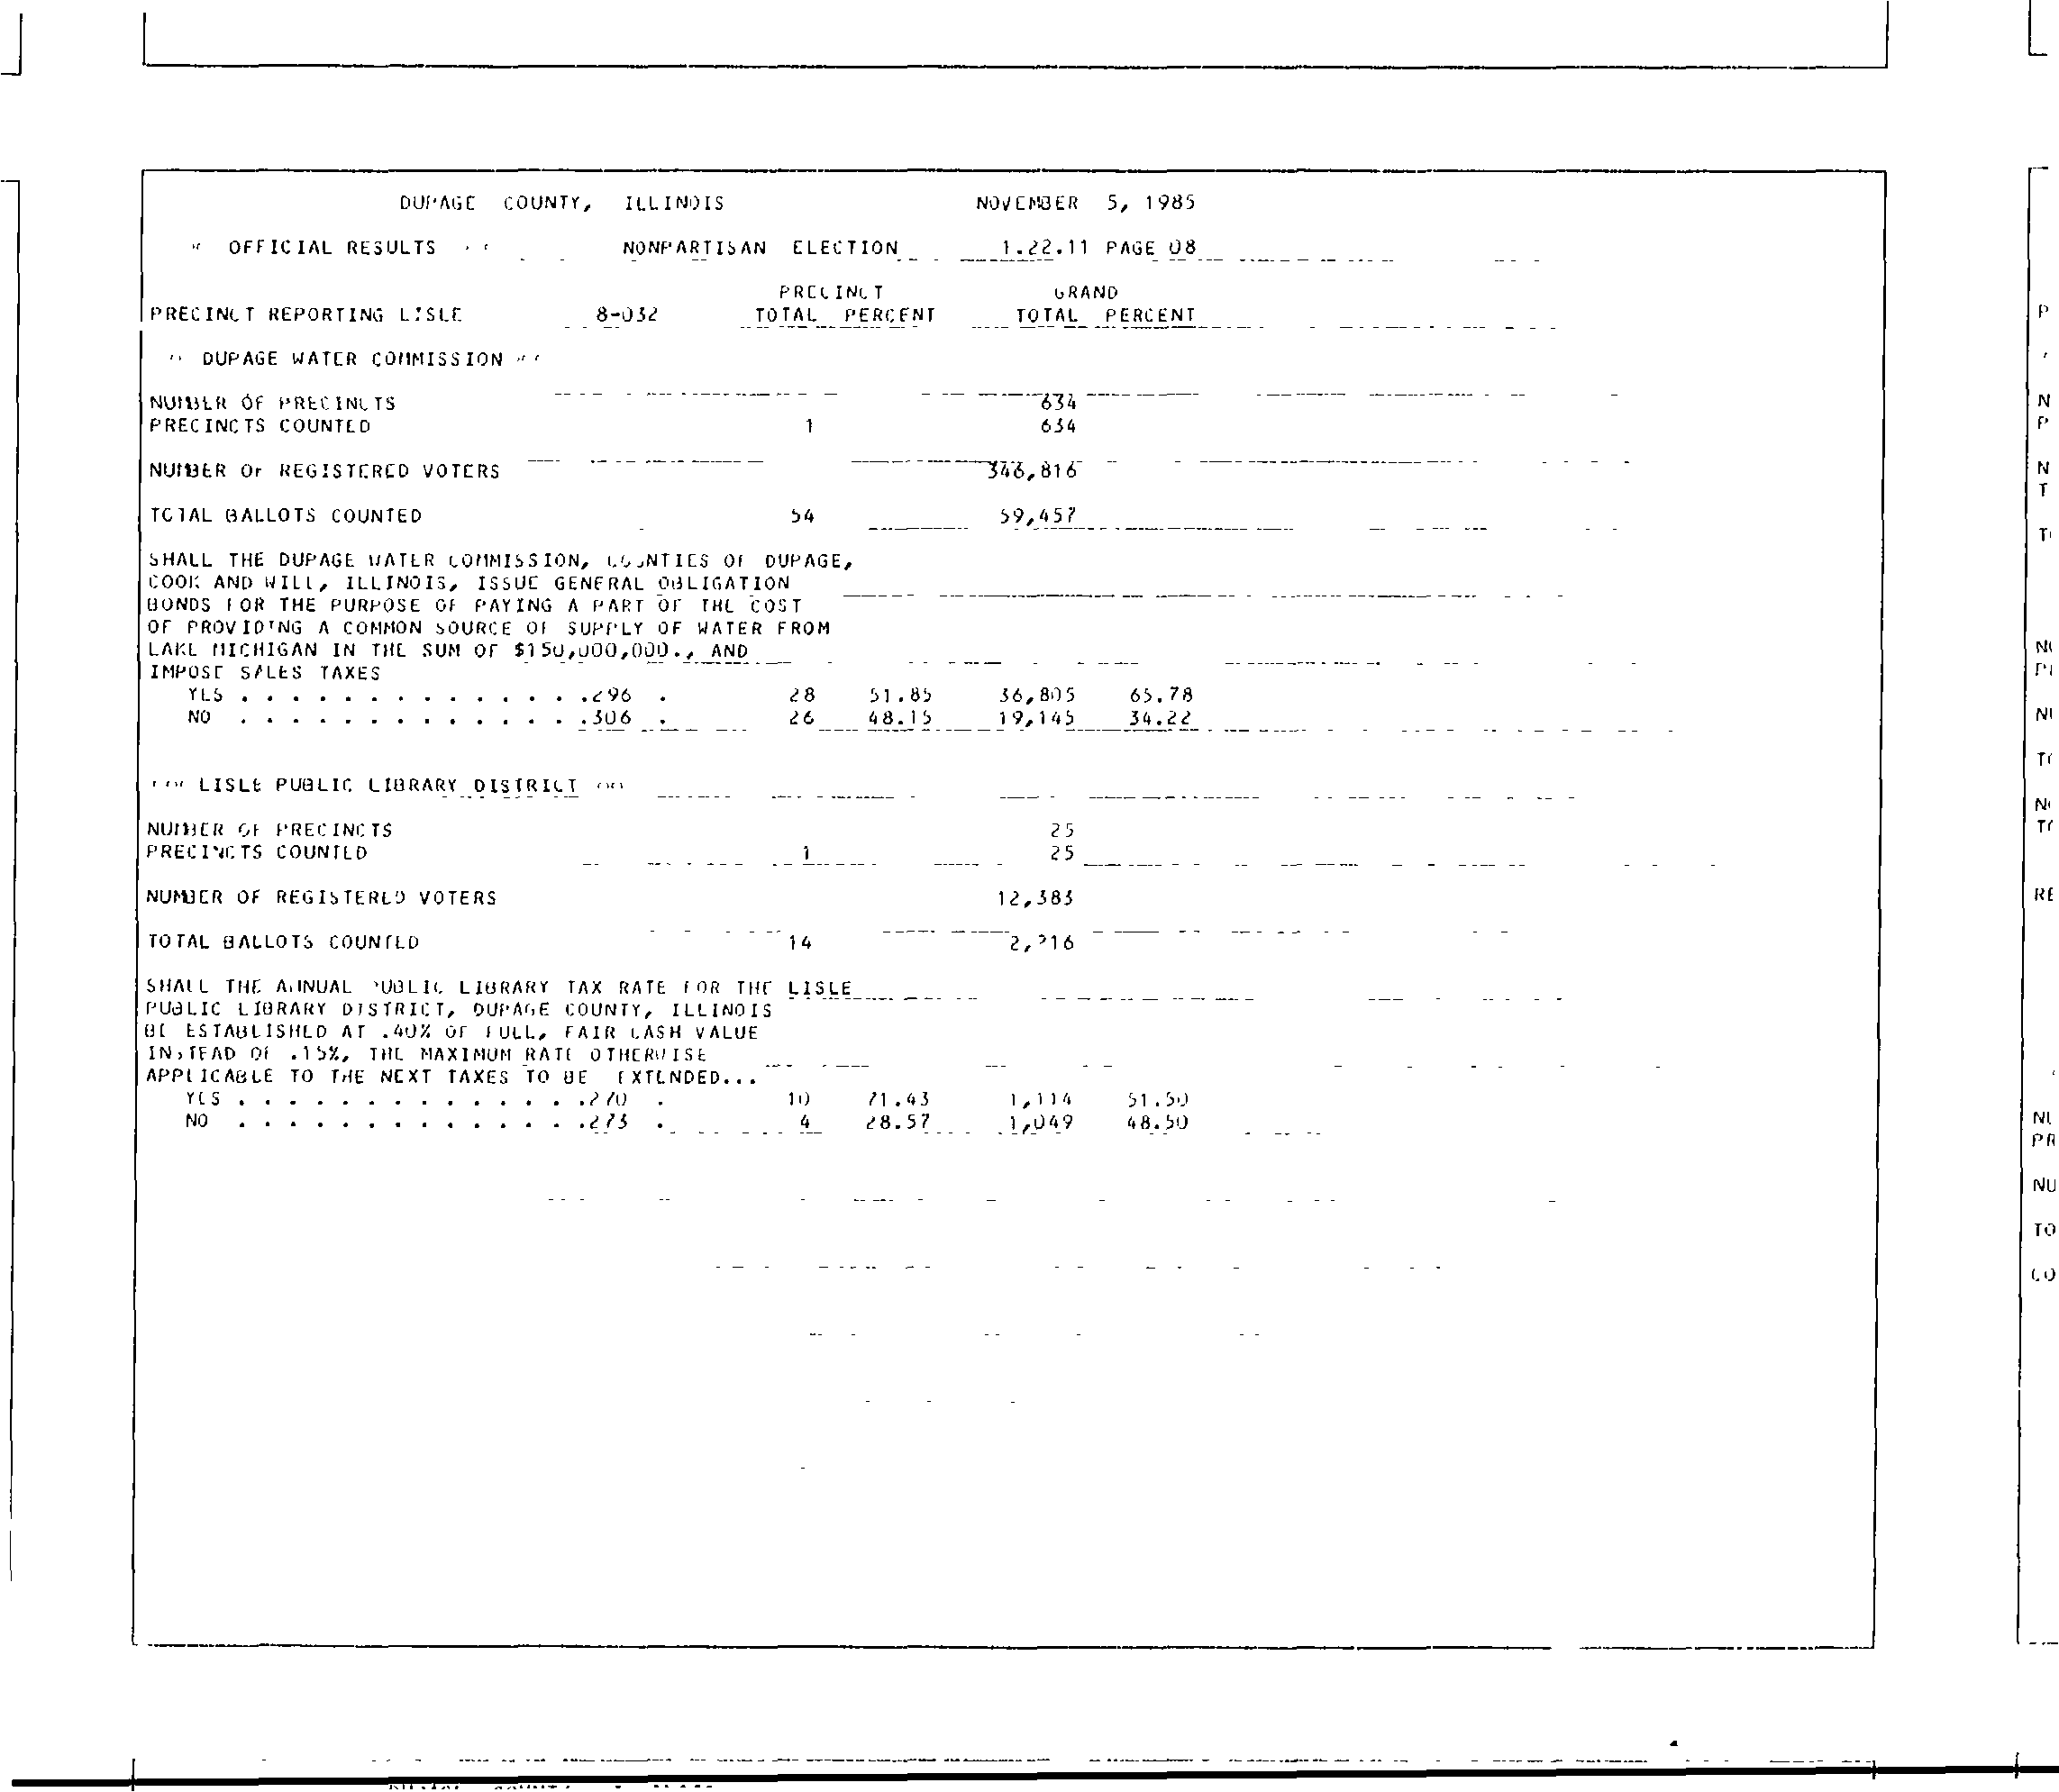 DUPAGE COUNTY, ILLINOIS NOVEMBER 5, 1985
OFFICIAL RESULTS NONPARTISAN ELECTION 1.22.11 PAGE 08
PRECINCT GRAND
PRECINCT REPORTING LISLE 8-032 TOTAL PERCENT TOTAL PERCENT
DUPAGE WATER COMMISSION
NUMBER OF PRECINCTS 634
PRECINCTS COUNTED 1 634
NUMBER OF REGISTERED VOTERS 346,816
TOTAL BALLOTS COUNTED 54 59,457
SHALL THE DUPAGE WATER COMMISSION, COUNTIES OF DUPAGE,
COOK AND WILL, ILLINOIS, ISSUE GENERAL OBLIGATION
BONDS FOR THE PURPOSE OF PAYING A PART OF THE COST
OF PROVIDING A COMMON SOURCE OF SUPPLY OF WATER FROM
LAKE MICHIGAN IN THE SUM OF $150,000,000., AND
IMPOSE SALES TAXES
YES . . . . . . . . . . . . . .296 . 28 51.85 36,805 65.78
NO . . . . . . . . . . . . . .306 . 26 48.15 19,145 34.22
LISLE PUBLIC LIBRARY DISTRICT
NUMBER OF PRECINCTS 25
PRECINCTS COUNTED 1 25
NUMBER OF REGISTERED VOTERS 12,383
TOTAL BALLOTS COUNTED 14
SHALL THE ANNUAL PUBLIC LIBRARY TAX RATE FOR THE LISLE
PUBLIC LIBRARY DISTRICT, DUPAGE COUNTY, ILLINOIS
BE ESTABLISHED AT .40% OF FULL, FAIR CASH VALUE
INSTEAD OF .15%, THE MAXIMUM RATE OTHERWISE
APPLICABLE TO THE NEXT TAXES TO BE EXTENDED...
YES . . . . . . . . . . . . . .270 . 10 71.43 1,114 51.50
NO . . . . . . . . . . . . . .273 . 4 28.57 1,049 48.50